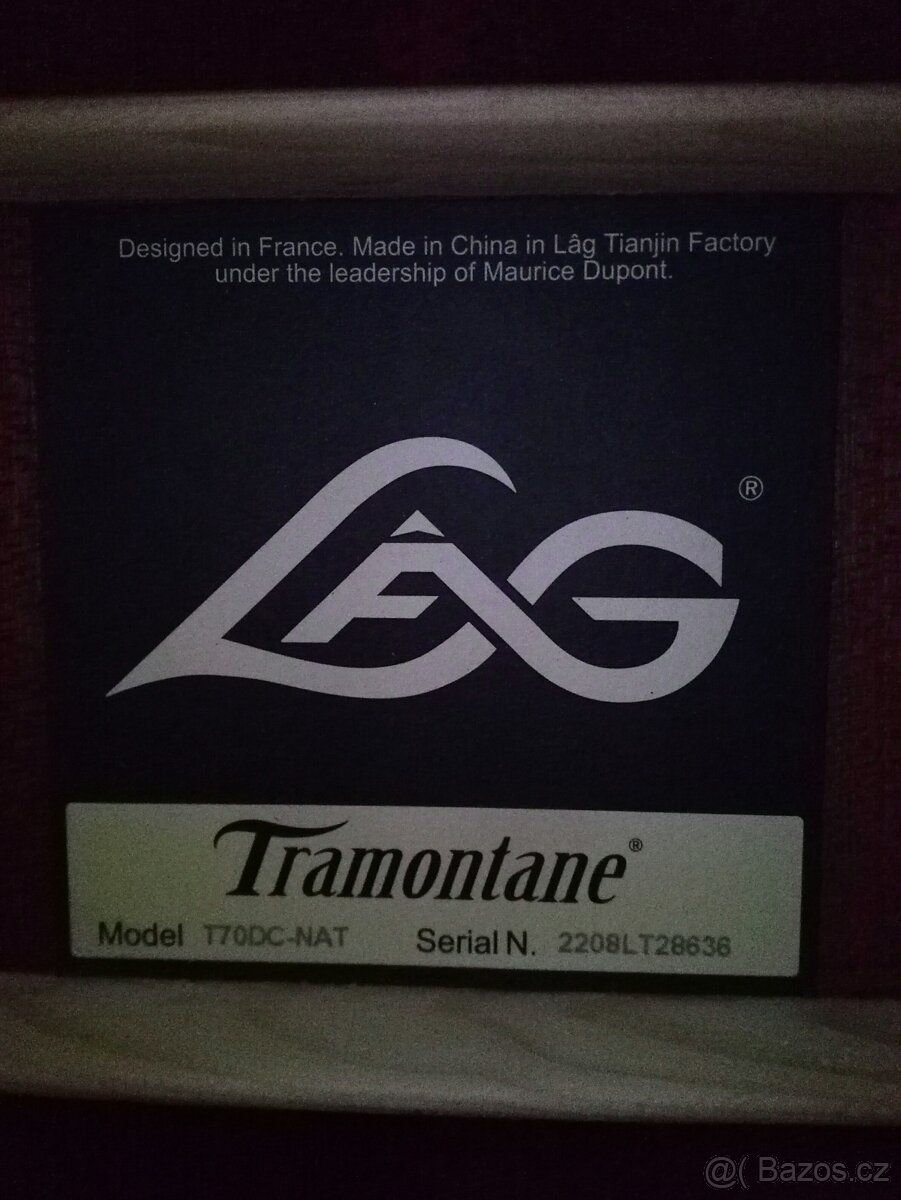 Designed in France. Made in China in Lâg Tianjin Factory
under the leadership of Maurice Dupont.
LÂG ®
Tramontane®
Model T70DC-NAT Serial N. 2208LT28636
@( Bazos.cz